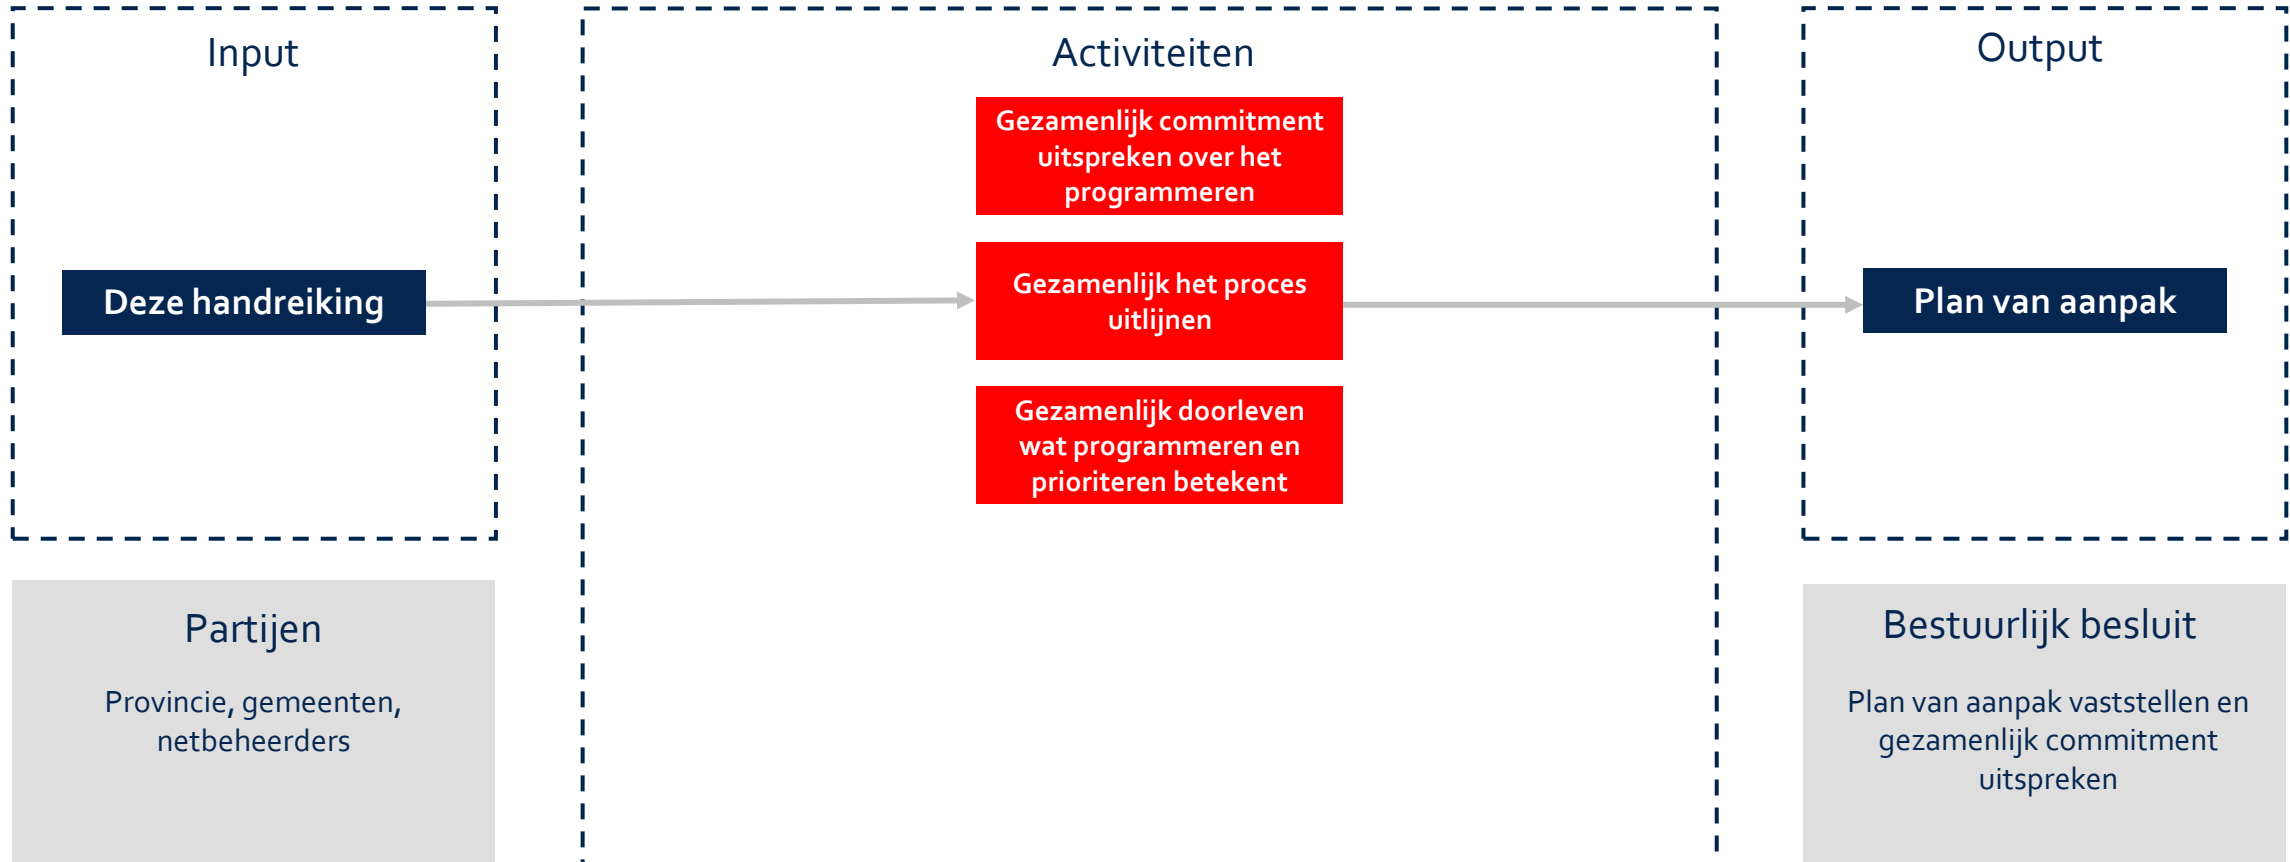 Input
Deze handreiking
Partijen
Provincie, gemeenten,
netbeheerders
Activiteiten
Gezamenlijk commitment
uitspreken over het
programmeren
Gezamenlijk het proces
uitlijnen
Gezamenlijk doorleven
wat programmeren en
prioriteren betekent
Output
Plan van aanpak
Bestuurlijk besluit
Plan van aanpak vaststellen en
gezamenlijk commitment
uitspreken